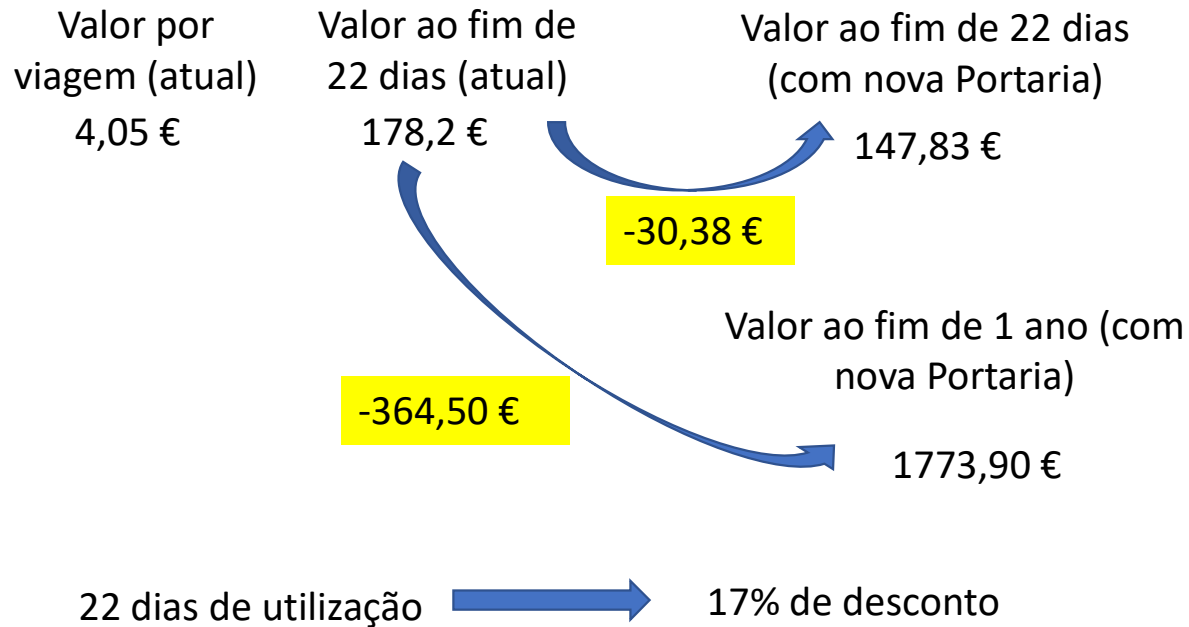 Valor por
viagem (atual)
4,05 €
Valor ao fim de
22 dias (atual)
178,2 €
Valor ao fim de 22 dias
(com nova Portaria)
147,83 €
-30,38 €
Valor ao fim de 1 ano (com
nova Portaria)
-364,50 €
1773,90 €
22 dias de utilização
17% de desconto